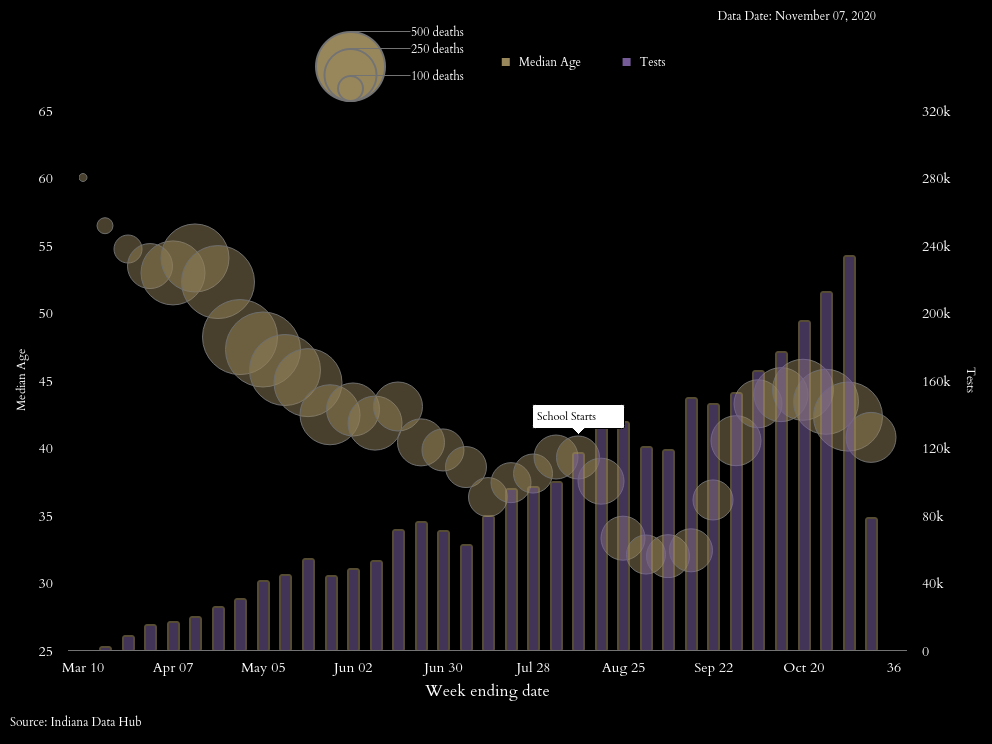 Data Date: November 07, 2020
500 deaths
250 deaths
100 deaths
Median Age
Tests
65
60
55
50
45
40
35
30
25
Median Age
320k
280k
240k
200k
160k
120k
80k
40k
0
Tests
School Starts
Mar 10 Apr 07 May 05 Jun 02 Jun 30 Jul 28 Aug 25 Sep 22 Oct 20 36
Week ending date
Source: Indiana Data Hub